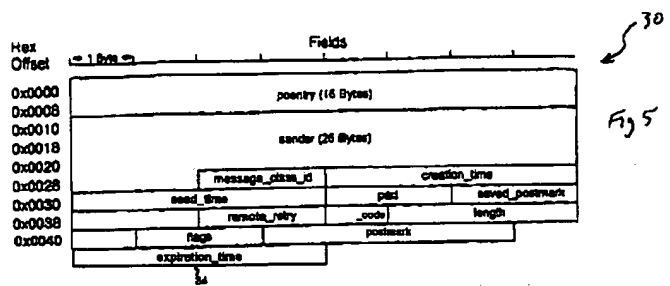 30
Hex
Offset
Fields
1 Byte
Fig 5
0x0000
0x0008
0x0010
0x0018
0x0020
0x0028
0x0030
0x0038
0x0040
poentry (16 Bytes)
sender (26 Bytes)
message_class_id creation_time
send_time pad saved_postmark
remote_retry _code length
flags postmark
expiration_time
34